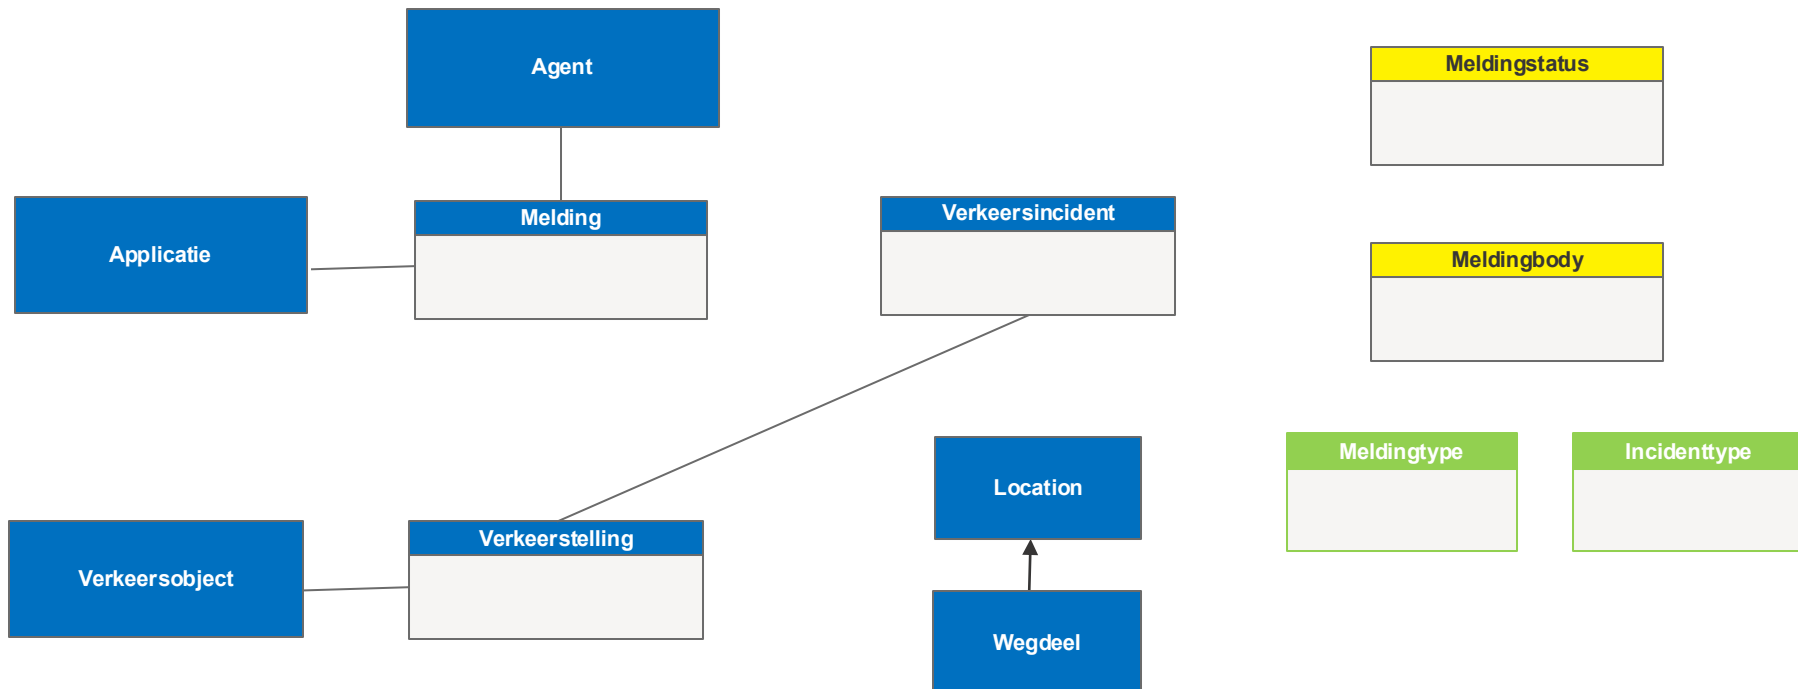 Agent
Meldingstatus
Applicatie
Melding
Verkeersincident
Meldingbody
Meldingtype
Incidenttype
Location
Verkeersobject
Verkeerstelling
Wegdeel